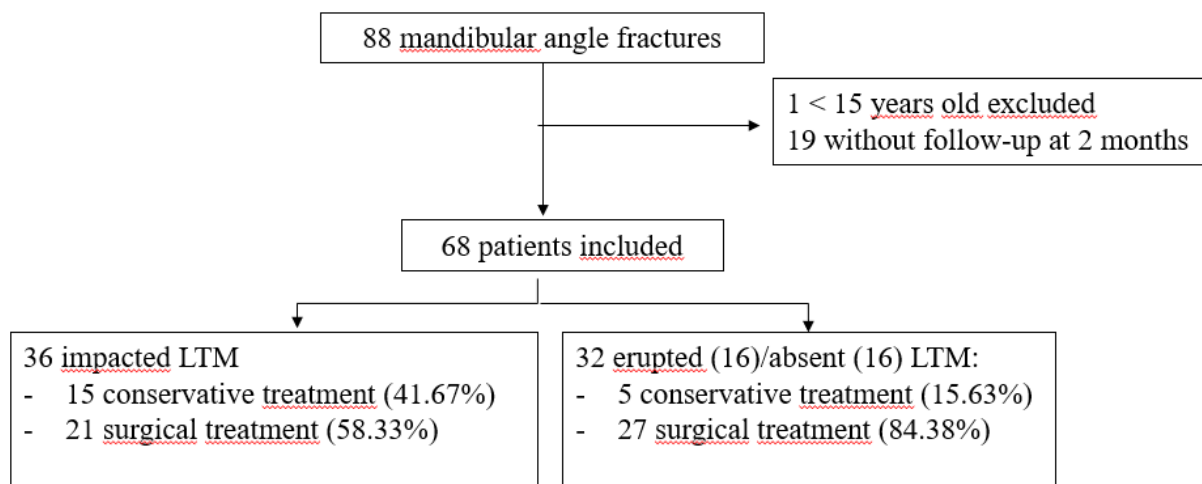 88 mandibular angle fractures
1 < 15 years old excluded
19 without follow-up at 2 months
68 patients included
36 impacted LTM
- 15 conservative treatment (41.67%)
- 21 surgical treatment (58.33%)
32 erupted (16)/absent (16) LTM:
- 5 conservative treatment (15.63%)
- 27 surgical treatment (84.38%)